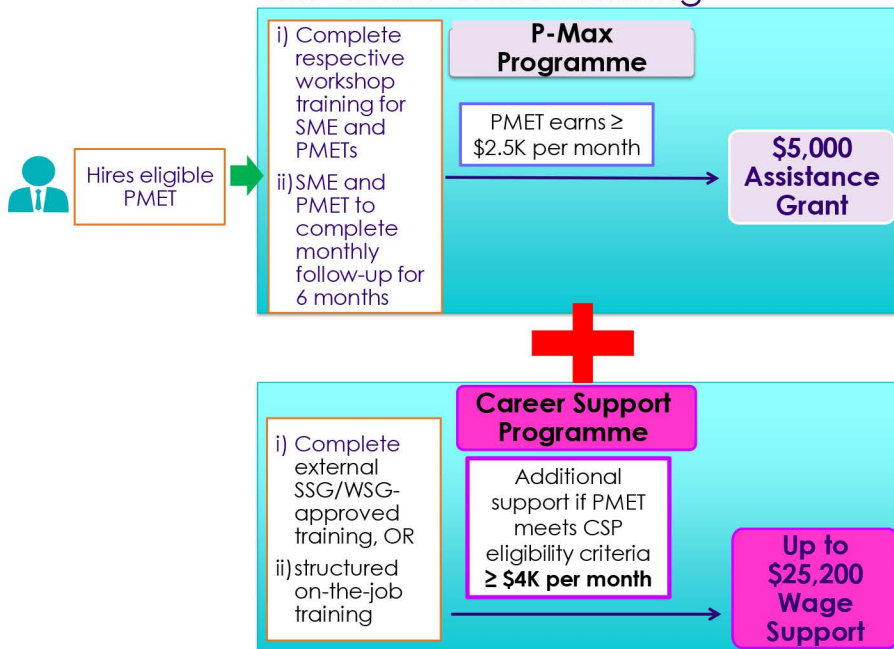 i) Complete
respective
workshop
training for
SME and
PMETs
ii)SME and
PMET to
complete
monthly
follow-up for
6 months
P-Max
Programme
PMET earns ≥
$2.5K per month
$5,000
Assistance
Grant
Hires eligible
PMET
Career Support
Programme
i) Complete
external
SSG/WSG-
approved
training, OR
ii)structured
on-the-job
training
Additional
support if PMET
meets CSP
eligibility criteria
≥ $4K per month
Up to
$25,200
Wage
Support